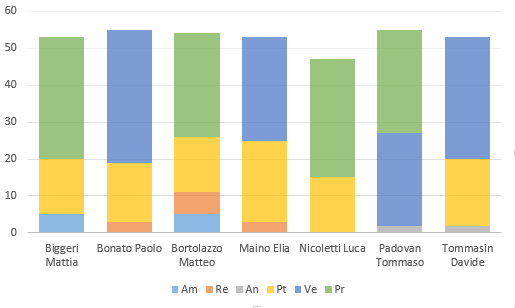 60
50
40
30
20
10
0
Biggeri Mattia
Bonato Paolo
Bortolazzo Matteo
Maino Elia
Nicoletti Luca
Padovan Tommaso
Tommasin Davide
Am Re An Pt Ve Pr